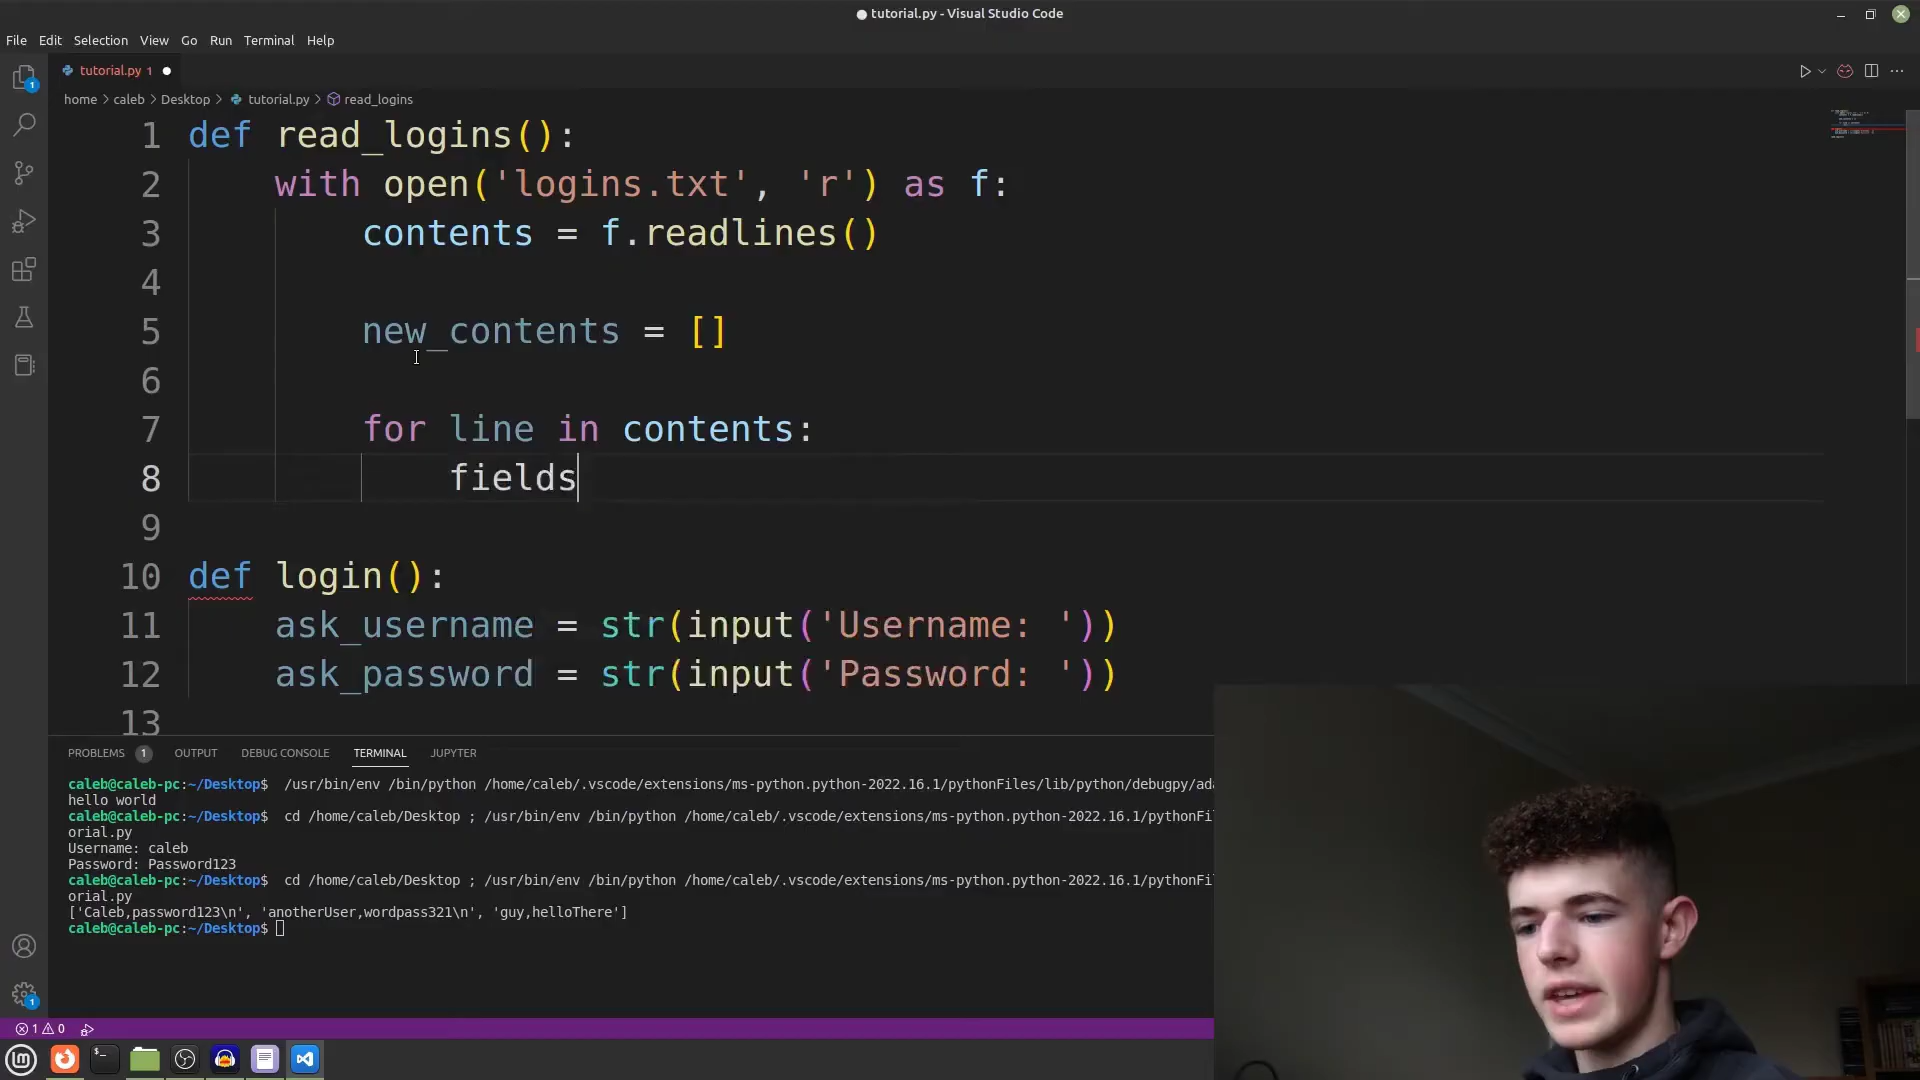 tutorial.py - Visual Studio Code
File Edit Selection View Go Run Terminal Help
tutorial.py 1
home > caleb > Desktop > tutorial.py > read_logins
1 def read_logins():
2 with open('logins.txt', 'r') as f:
3 contents = f.readlines()
4
5 new_contents = []
6
7 for line in contents:
8 fields
9
10 def login():
11 ask_username = str(input('Username: '))
12 ask_password = str(input('Password: '))
13
PROBLEMS 1 OUTPUT DEBUG CONSOLE TERMINAL JUPYTER
caleb@caleb-pc:~/Desktop$ /usr/bin/env /bin/python /home/caleb/.vscode/extensions/ms-python.python-2022.16.1/pythonFiles/lib/python/debugpy/ad
hello world
caleb@caleb-pc:~/Desktop$ cd /home/caleb/Desktop ; /usr/bin/env /bin/python /home/caleb/.vscode/extensions/ms-python.python-2022.16.1/pythonFi
orial.py
Username: caleb
Password: Password123
caleb@caleb-pc:~/Desktop$ cd /home/caleb/Desktop ; /usr/bin/env /bin/python /home/caleb/.vscode/extensions/ms-python.python-2022.16.1/pythonFi
orial.py
['Caleb,password123\n', 'anotherUser,wordpass321\n', 'guy,helloThere']
caleb@caleb-pc:~/Desktop$
1 0